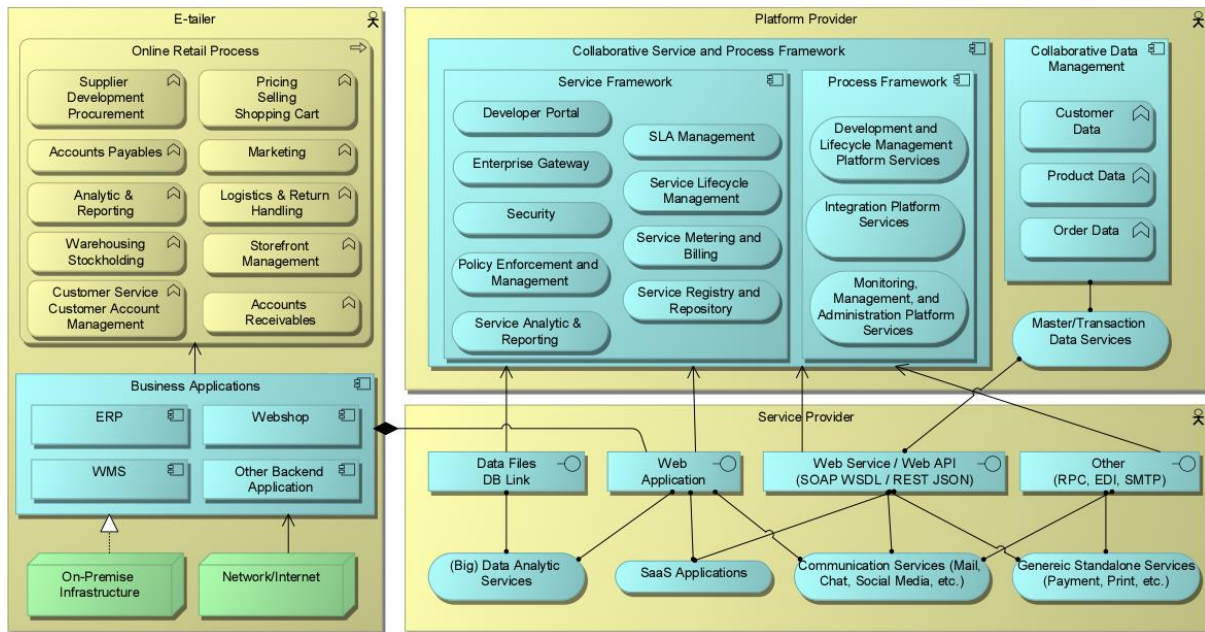 E-tailer
Online Retail Process
Supplier
Development
Procurement
Pricing
Selling
Shopping Cart
Accounts Payables
Marketing
Analytic &
Reporting
Logistics & Return
Handling
Warehousing
Stockholding
Storefront
Management
Customer Service
Customer Account
Management
Accounts
Receivables
Business Applications
ERP
Webshop
WMS
Other Backend
Application
On-Premise
Infrastructure
Network/Internet
Platform Provider
Collaborative Service and Process Framework
Service Framework
Developer Portal
Enterprise Gateway
Security
Policy Enforcement and
Management
Service Analytic &
Reporting
SLA Management
Service Lifecycle
Management
Service Metering and
Billing
Service Registry and
Repository
Process Framework
Development and
Lifecycle Management
Platform Services
Integration Platform
Services
Monitoring,
Management, and
Administration Platform
Services
Collaborative Data
Management
Customer
Data
Product Data
Order Data
Master/Transaction
Data Services
Service Provider
Data Files
DB Link
Web
Application
Web Service / Web API
(SOAP WSDL / REST JSON)
Other
(RPC, EDI, SMTP)
(Big) Data Analytic
Services
SaaS Applications
Communication Services (Mail,
Chat, Social Media, etc.)
Genereic Standalone Services
(Payment, Print, etc.)